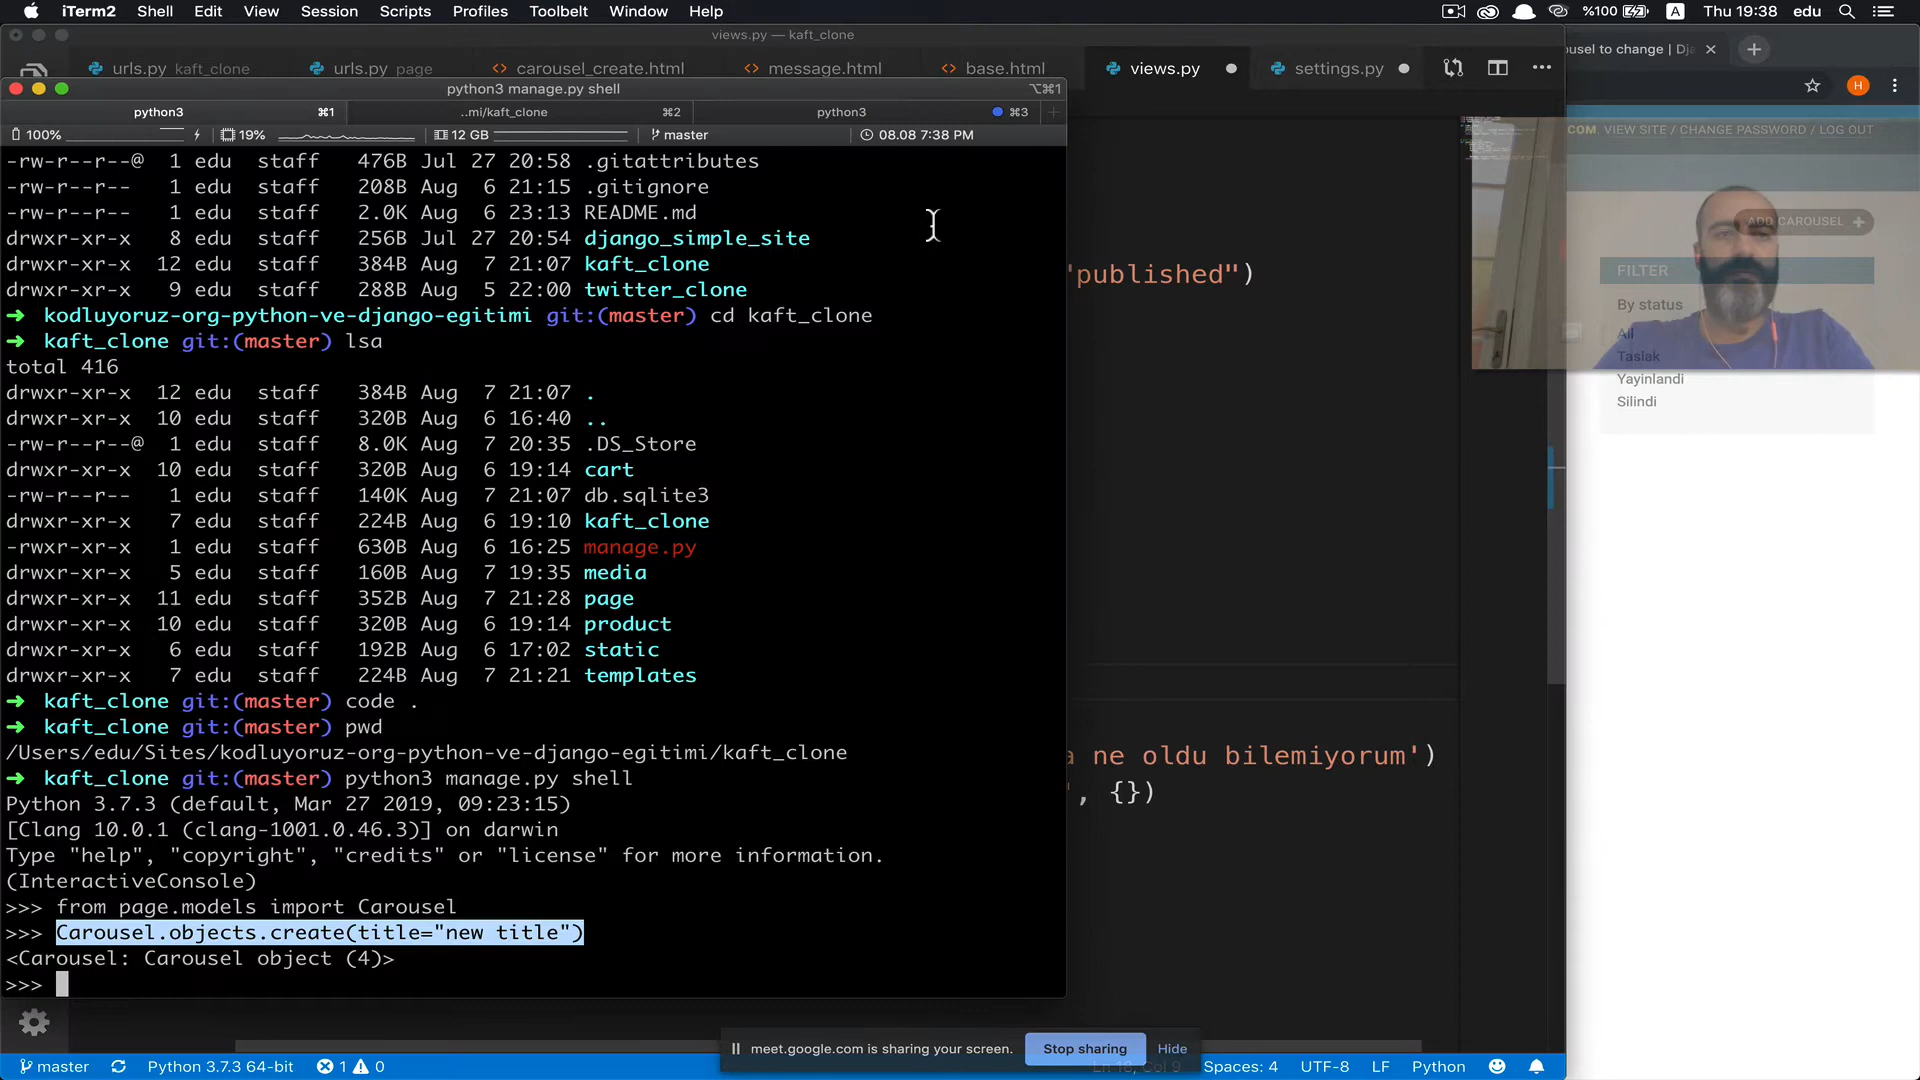 iTerm2 Shell Edit View Session Scripts Profiles Toolbelt Window Help %100 A Thu 19:38 edu
views.py — kaft_clone
urls.py kaft_clone urls.py page carousel_create.html message.html base.html views.py settings.py
usel to change | Dj
python3 manage.py shell ⌥⌘1
python3 ⌘1 ..mi/kaft_clone ⌘2 python3 ⌘3
100% 19% 12 GB master 08.08 7:38 PM
COM. VIEW SITE / CHANGE PASSWORD / LOG OUT
-rw-r--r--@ 1 edu staff 476B Jul 27 20:58 .gitattributes
-rw-r--r-- 1 edu staff 208B Aug 6 21:15 .gitignore
-rw-r--r-- 1 edu staff 2.0K Aug 6 23:13 README.md
drwxr-xr-x 8 edu staff 256B Jul 27 20:54 django_simple_site
drwxr-xr-x 12 edu staff 384B Aug 7 21:07 kaft_clone
drwxr-xr-x 9 edu staff 288B Aug 5 22:00 twitter_clone
➜ kodluyoruz-org-python-ve-django-egitimi git:(master) cd kaft_clone
➜ kaft_clone git:(master) lsa
total 416
drwxr-xr-x 12 edu staff 384B Aug 7 21:07 .
drwxr-xr-x 10 edu staff 320B Aug 6 16:40 ..
-rw-r--r--@ 1 edu staff 8.0K Aug 7 20:35 .DS_Store
drwxr-xr-x 10 edu staff 320B Aug 6 19:14 cart
-rw-r--r-- 1 edu staff 140K Aug 7 21:07 db.sqlite3
drwxr-xr-x 7 edu staff 224B Aug 6 19:10 kaft_clone
-rwxr-xr-x 1 edu staff 630B Aug 6 16:25 manage.py
drwxr-xr-x 5 edu staff 160B Aug 7 19:35 media
drwxr-xr-x 11 edu staff 352B Aug 7 21:28 page
drwxr-xr-x 10 edu staff 320B Aug 6 19:14 product
drwxr-xr-x 6 edu staff 192B Aug 6 17:02 static
drwxr-xr-x 7 edu staff 224B Aug 7 21:21 templates
➜ kaft_clone git:(master) code .
➜ kaft_clone git:(master) pwd
/Users/edu/Sites/kodluyoruz-org-python-ve-django-egitimi/kaft_clone
➜ kaft_clone git:(master) python3 manage.py shell
Python 3.7.3 (default, Mar 27 2019, 09:23:15)
[Clang 10.0.1 (clang-1001.0.46.3)] on darwin
Type "help", "copyright", "credits" or "license" for more information.
(InteractiveConsole)
>>> from page.models import Carousel
>>> Carousel.objects.create(title="new title")
<Carousel: Carousel object (4)>
>>>
"published")
a ne oldu bilemiyorum')
', {})
ADD CAROUSEL +
FILTER
By status
All
Taslak
Yayinlandi
Silindi
meet.google.com is sharing your screen. Stop sharing Hide
master Python 3.7.3 64-bit 1 0 Ln 16, Col 9 Spaces: 4 UTF-8 LF Python